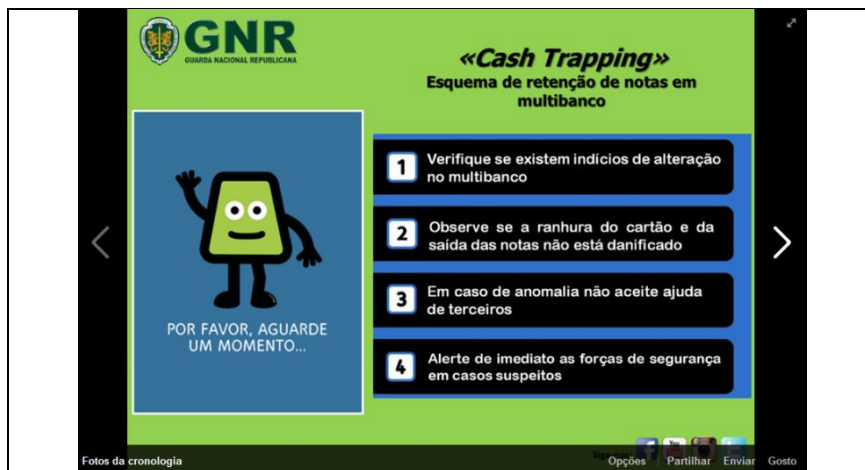 GNR
GUARDA NACIONAL REPUBLICANA
«Cash Trapping»
Esquema de retenção de notas em
multibanco
POR FAVOR, AGUARDE
UM MOMENTO...
1
Verifique se existem indícios de alteração
no multibanco
2
Observe se a ranhura do cartão e da
saída das notas não está danificado
3
Em caso de anomalia não aceite ajuda
de terceiros
4
Alerte de imediato as forças de segurança
em casos suspeitos
Fotos da cronologia
Opções Partilhar Enviar Gosto